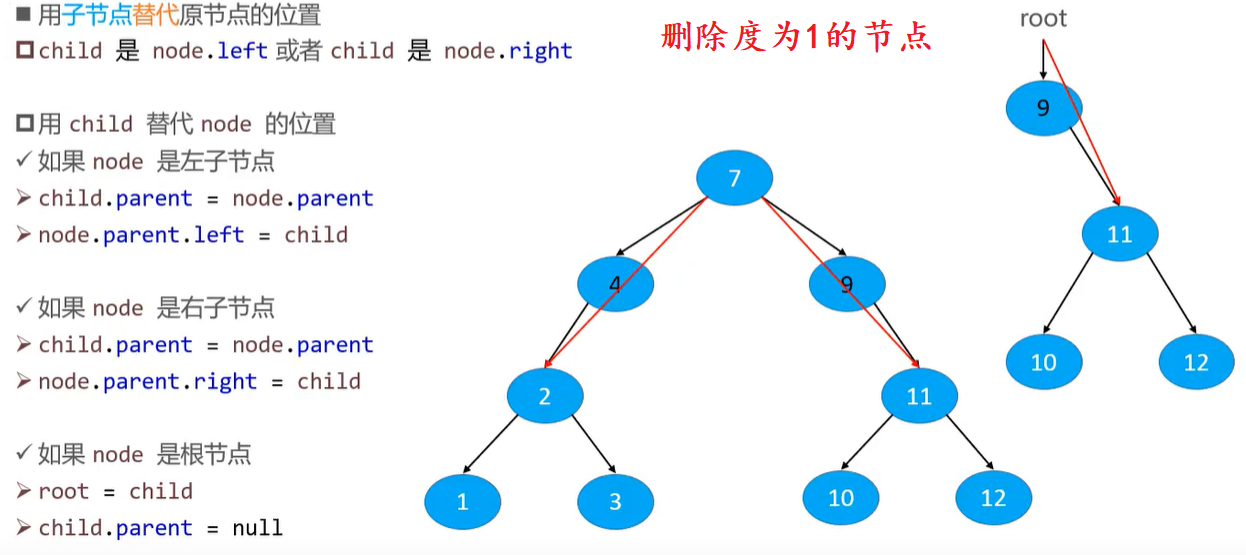 ■ 用子节点替代原节点的位置
child 是 node.left 或者 child 是 node.right
用 child 替代 node 的位置
✓ 如果 node 是左子节点
➢ child.parent = node.parent
➢ node.parent.left = child
✓ 如果 node 是右子节点
➢ child.parent = node.parent
➢ node.parent.right = child
✓ 如果 node 是根节点
➢ root = child
➢ child.parent = null
删除度为1的节点
7
4
9
2
11
1
3
10
12
root
9
11
10
12